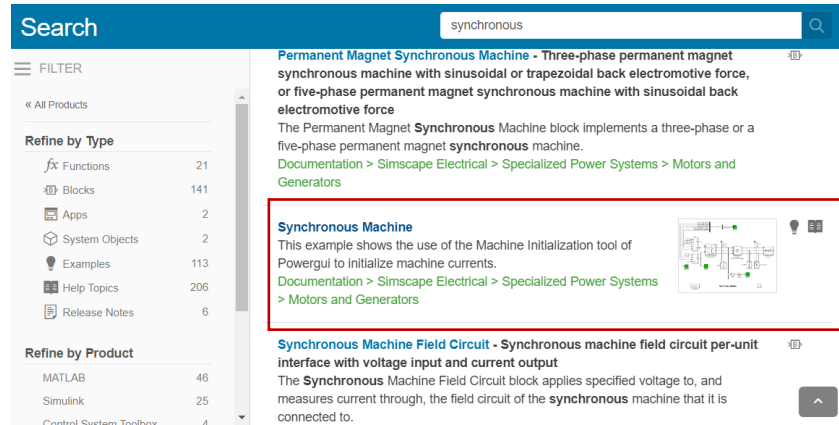 Search
synchronous
FILTER
« All Products
Refine by Type
fx Functions 21
Blocks 141
Apps 2
System Objects 2
Examples 113
Help Topics 206
Release Notes 6
Refine by Product
MATLAB 46
Simulink 25
Control System Toolbox 4
Permanent Magnet Synchronous Machine - Three-phase permanent magnet
synchronous machine with sinusoidal or trapezoidal back electromotive force,
or five-phase permanent magnet synchronous machine with sinusoidal back
electromotive force
The Permanent Magnet Synchronous Machine block implements a three-phase or a
five-phase permanent magnet synchronous machine.
Documentation > Simscape Electrical > Specialized Power Systems > Motors and
Generators
Synchronous Machine
This example shows the use of the Machine Initialization tool of
Powergui to initialize machine currents.
Documentation > Simscape Electrical > Specialized Power Systems
> Motors and Generators
Synchronous Machine Field Circuit - Synchronous machine field circuit per-unit
interface with voltage input and current output
The Synchronous Machine Field Circuit block applies specified voltage to, and
measures current through, the field circuit of the synchronous machine that it is
connected to.